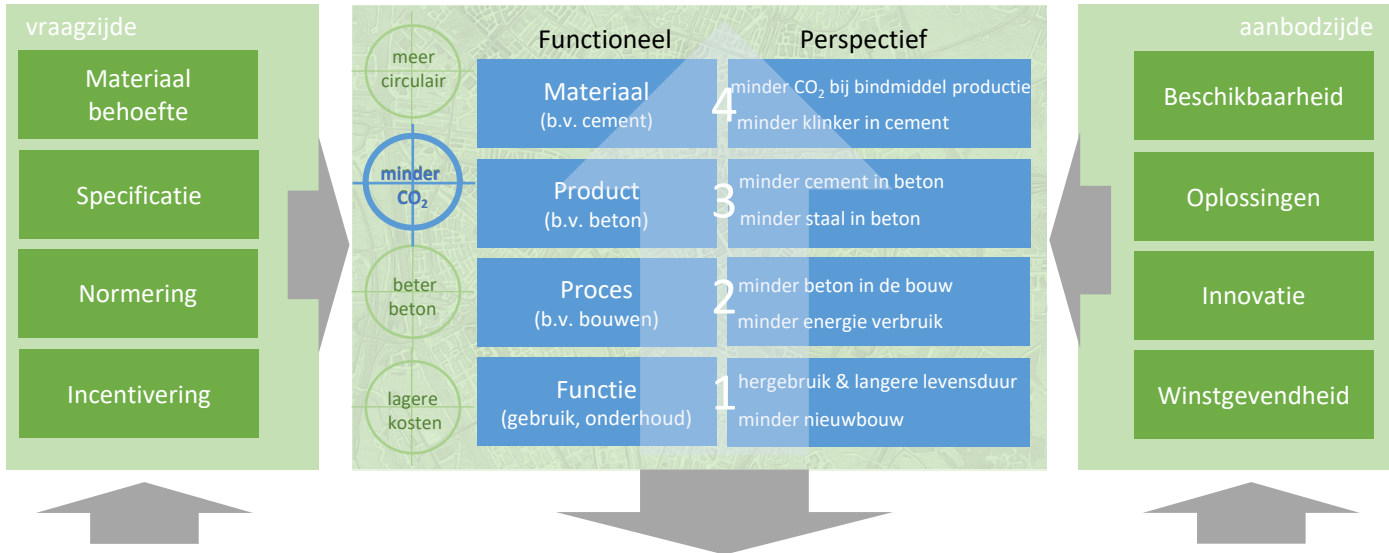 vraagzijde
Materiaal
behoefte
Specificatie
Normering
Incentivering
meer
circulair
minder
CO₂
beter
beton
lagere
kosten
Functioneel
Perspectief
Materiaal
(b.v. cement)
4
minder CO₂ bij bindmiddel productie
minder klinker in cement
Product
(b.v. beton)
3
minder cement in beton
minder staal in beton
Proces
(b.v. bouwen)
2
minder beton in de bouw
minder energie verbruik
Functie
(gebruik, onderhoud)
1
hergebruik & langere levensduur
minder nieuwbouw
aanbodzijde
Beschikbaarheid
Oplossingen
Innovatie
Winstgevendheid